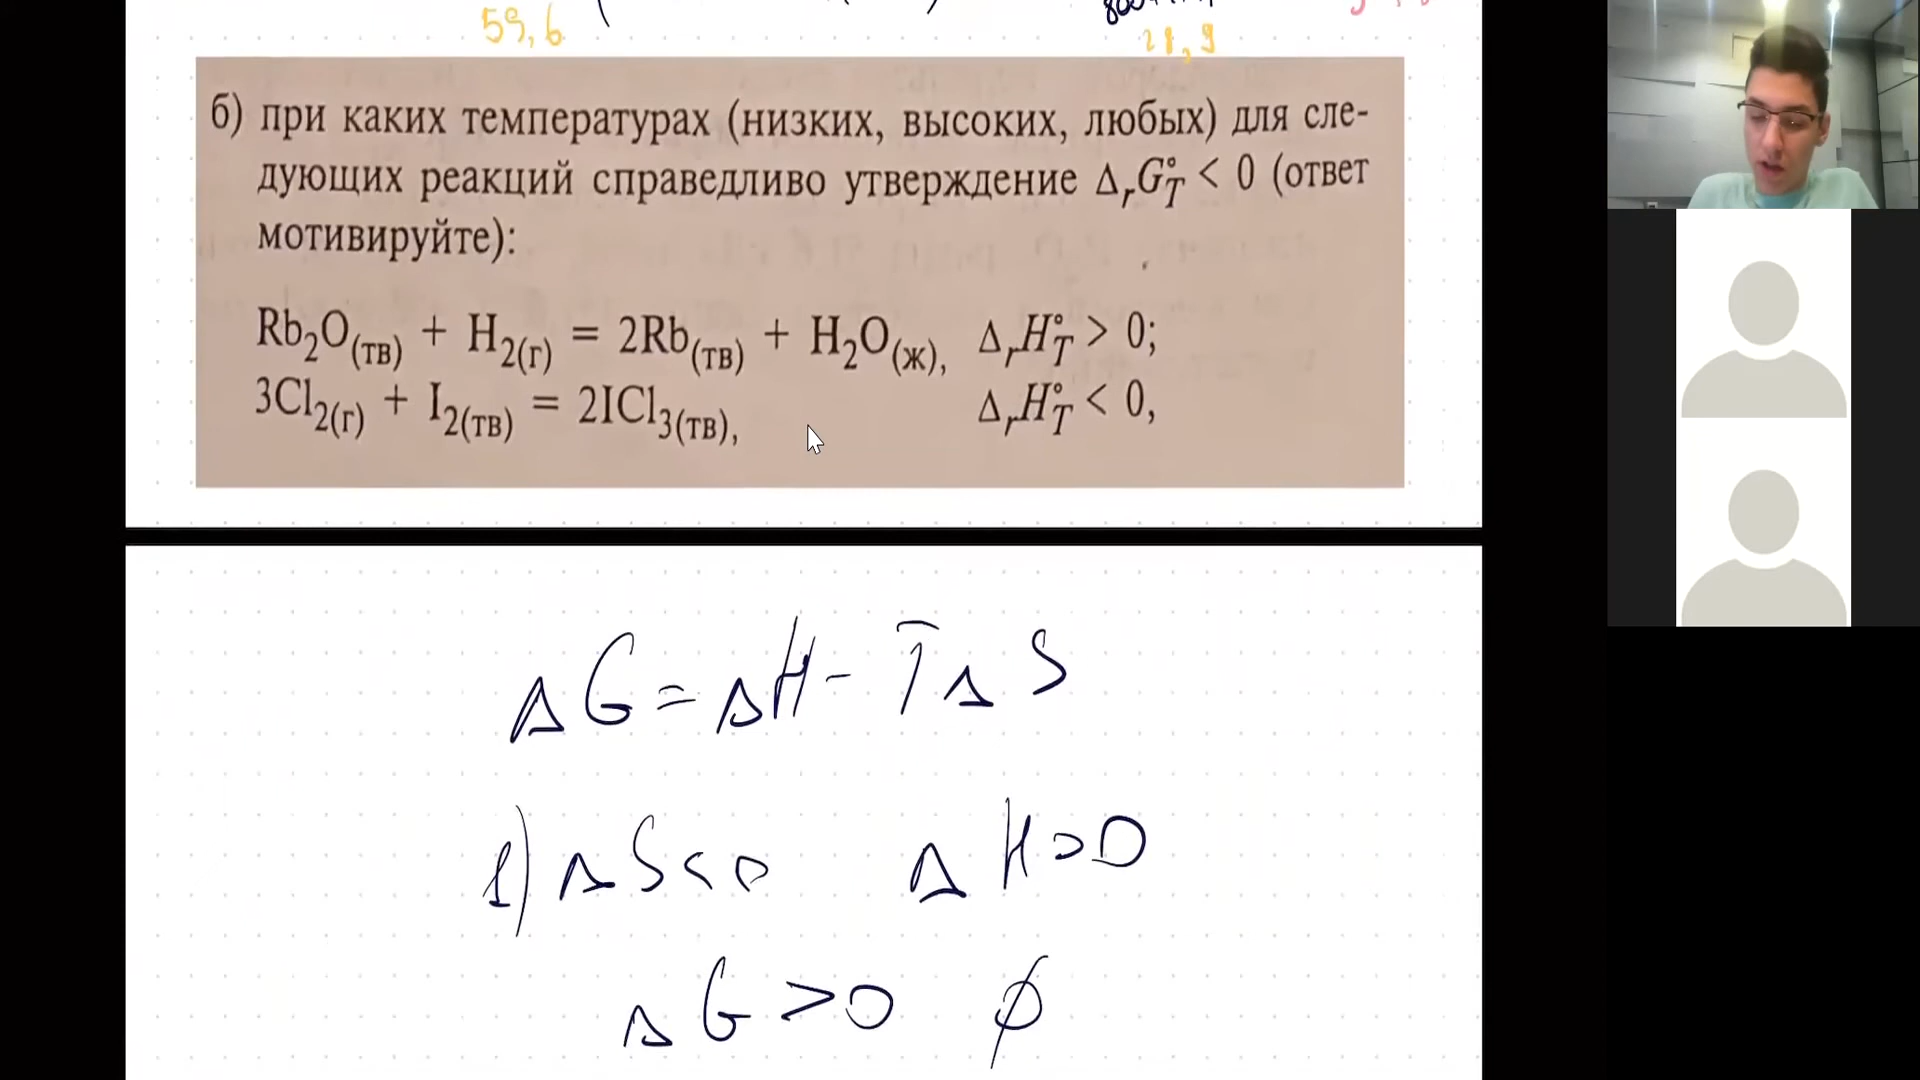 59,6
21,9
б) при каких температурах (низких, высоких, любых) для сле-
дующих реакций справедливо утверждение ΔᵣG°T < 0 (ответ
мотивируйте):
Rb₂O(тв) + H₂(г) = 2Rb(тв) + H₂O(ж), ΔᵣH°T > 0;
3Cl₂(г) + I₂(тв) = 2ICl₃(тв), ΔᵣH°T < 0,
ΔG = ΔH - TΔS
1) ΔS < 0 ΔH > 0
ΔG > 0 ∅